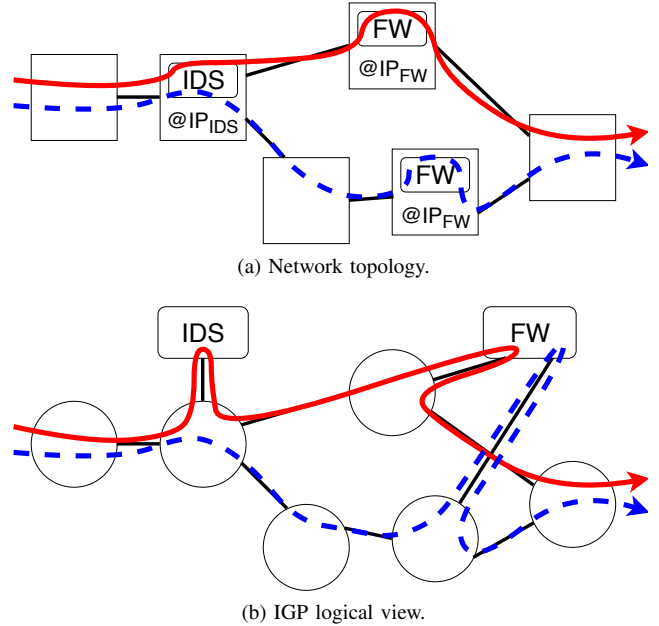 FW
@IP_FW
IDS
@IP_IDS
FW
@IP_FW
(a) Network topology.
IDS
FW
(b) IGP logical view.